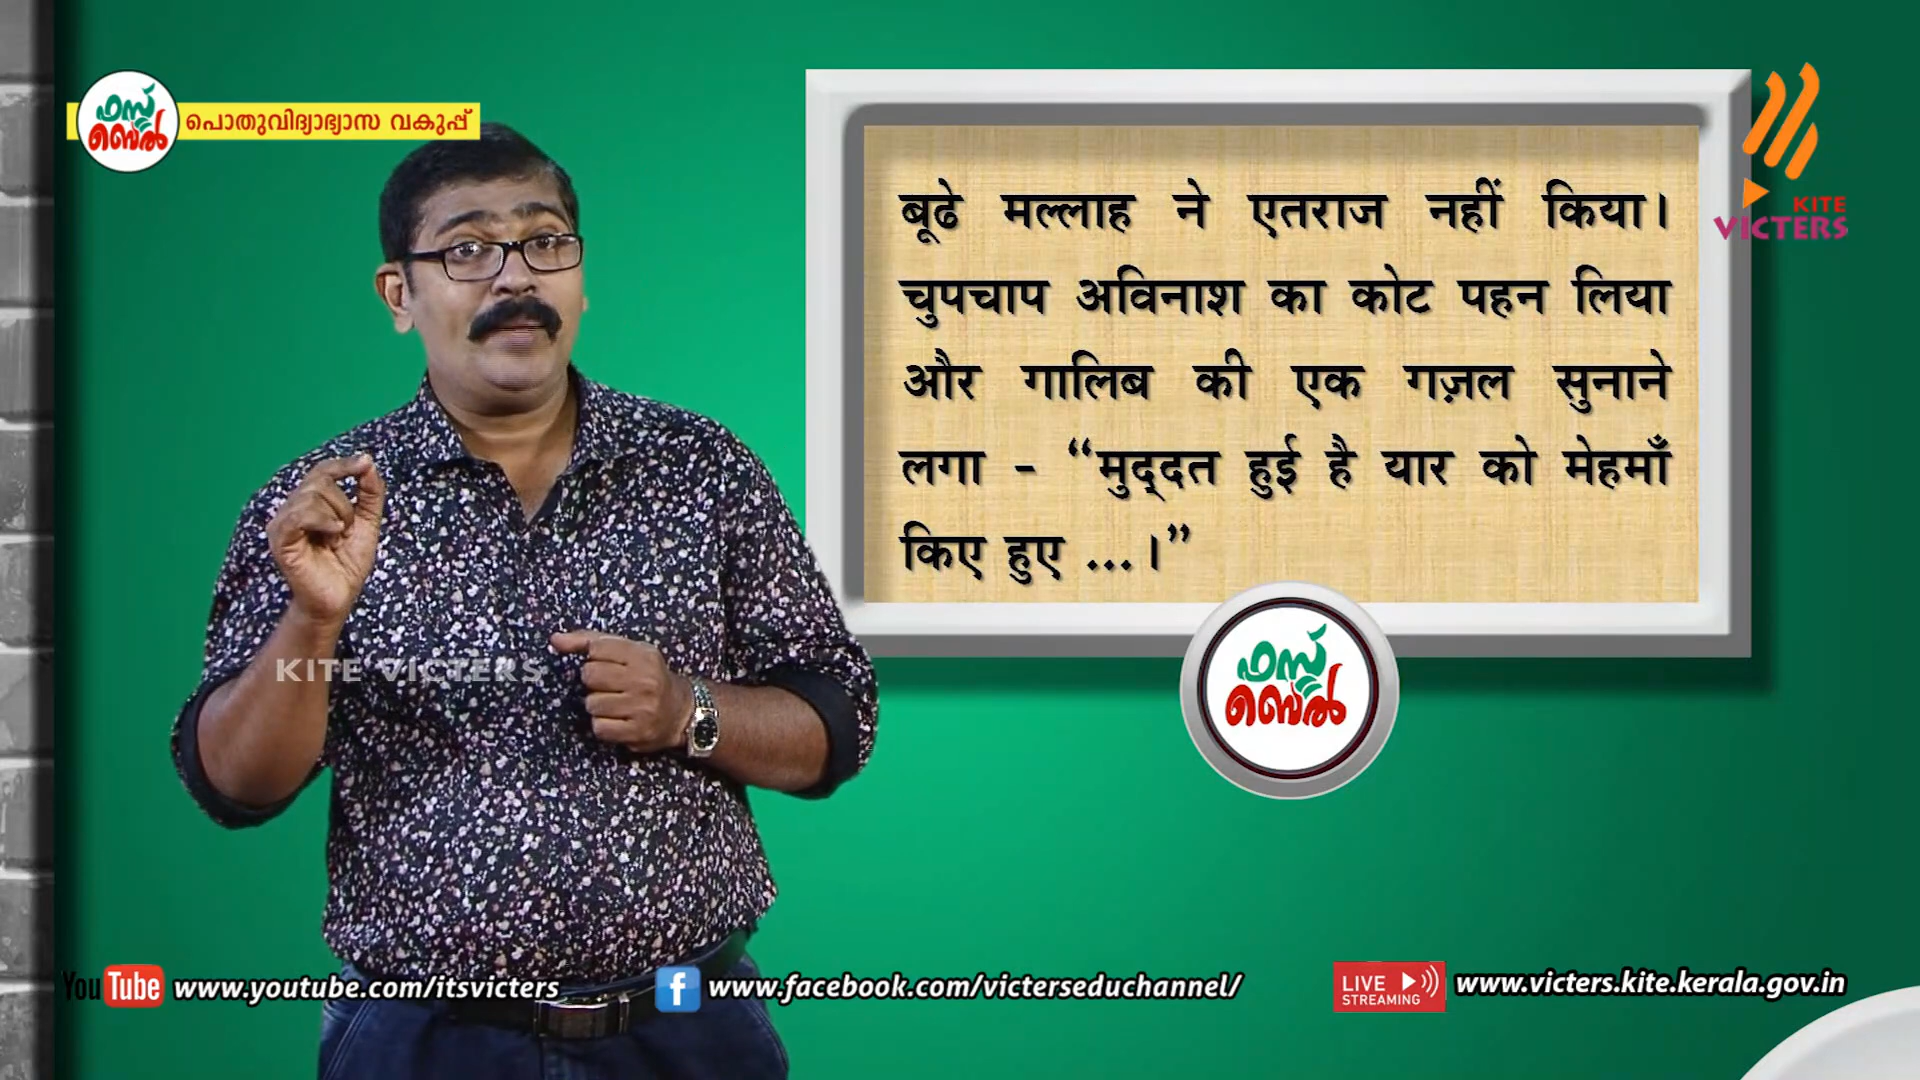 ഫസ്റ്റ്
ബെൽ
പൊതുവിദ്യാഭ്യാസ വകുപ്പ്
बूढे मल्लाह ने एतराज नहीं किया।
चुपचाप अविनाश का कोट पहन लिया
और गालिब की एक गज़ल सुनाने
लगा - “मुद्दत हुई है यार को मेहमाँ
किए हुए ...।”
KITE
VICTERS
KITE VICTERS
ഫസ്റ്റ്
ബെൽ
YouTube www.youtube.com/itsvicters
f www.facebook.com/victerseduchannel/
LIVE
STREAMING
www.victers.kite.kerala.gov.in